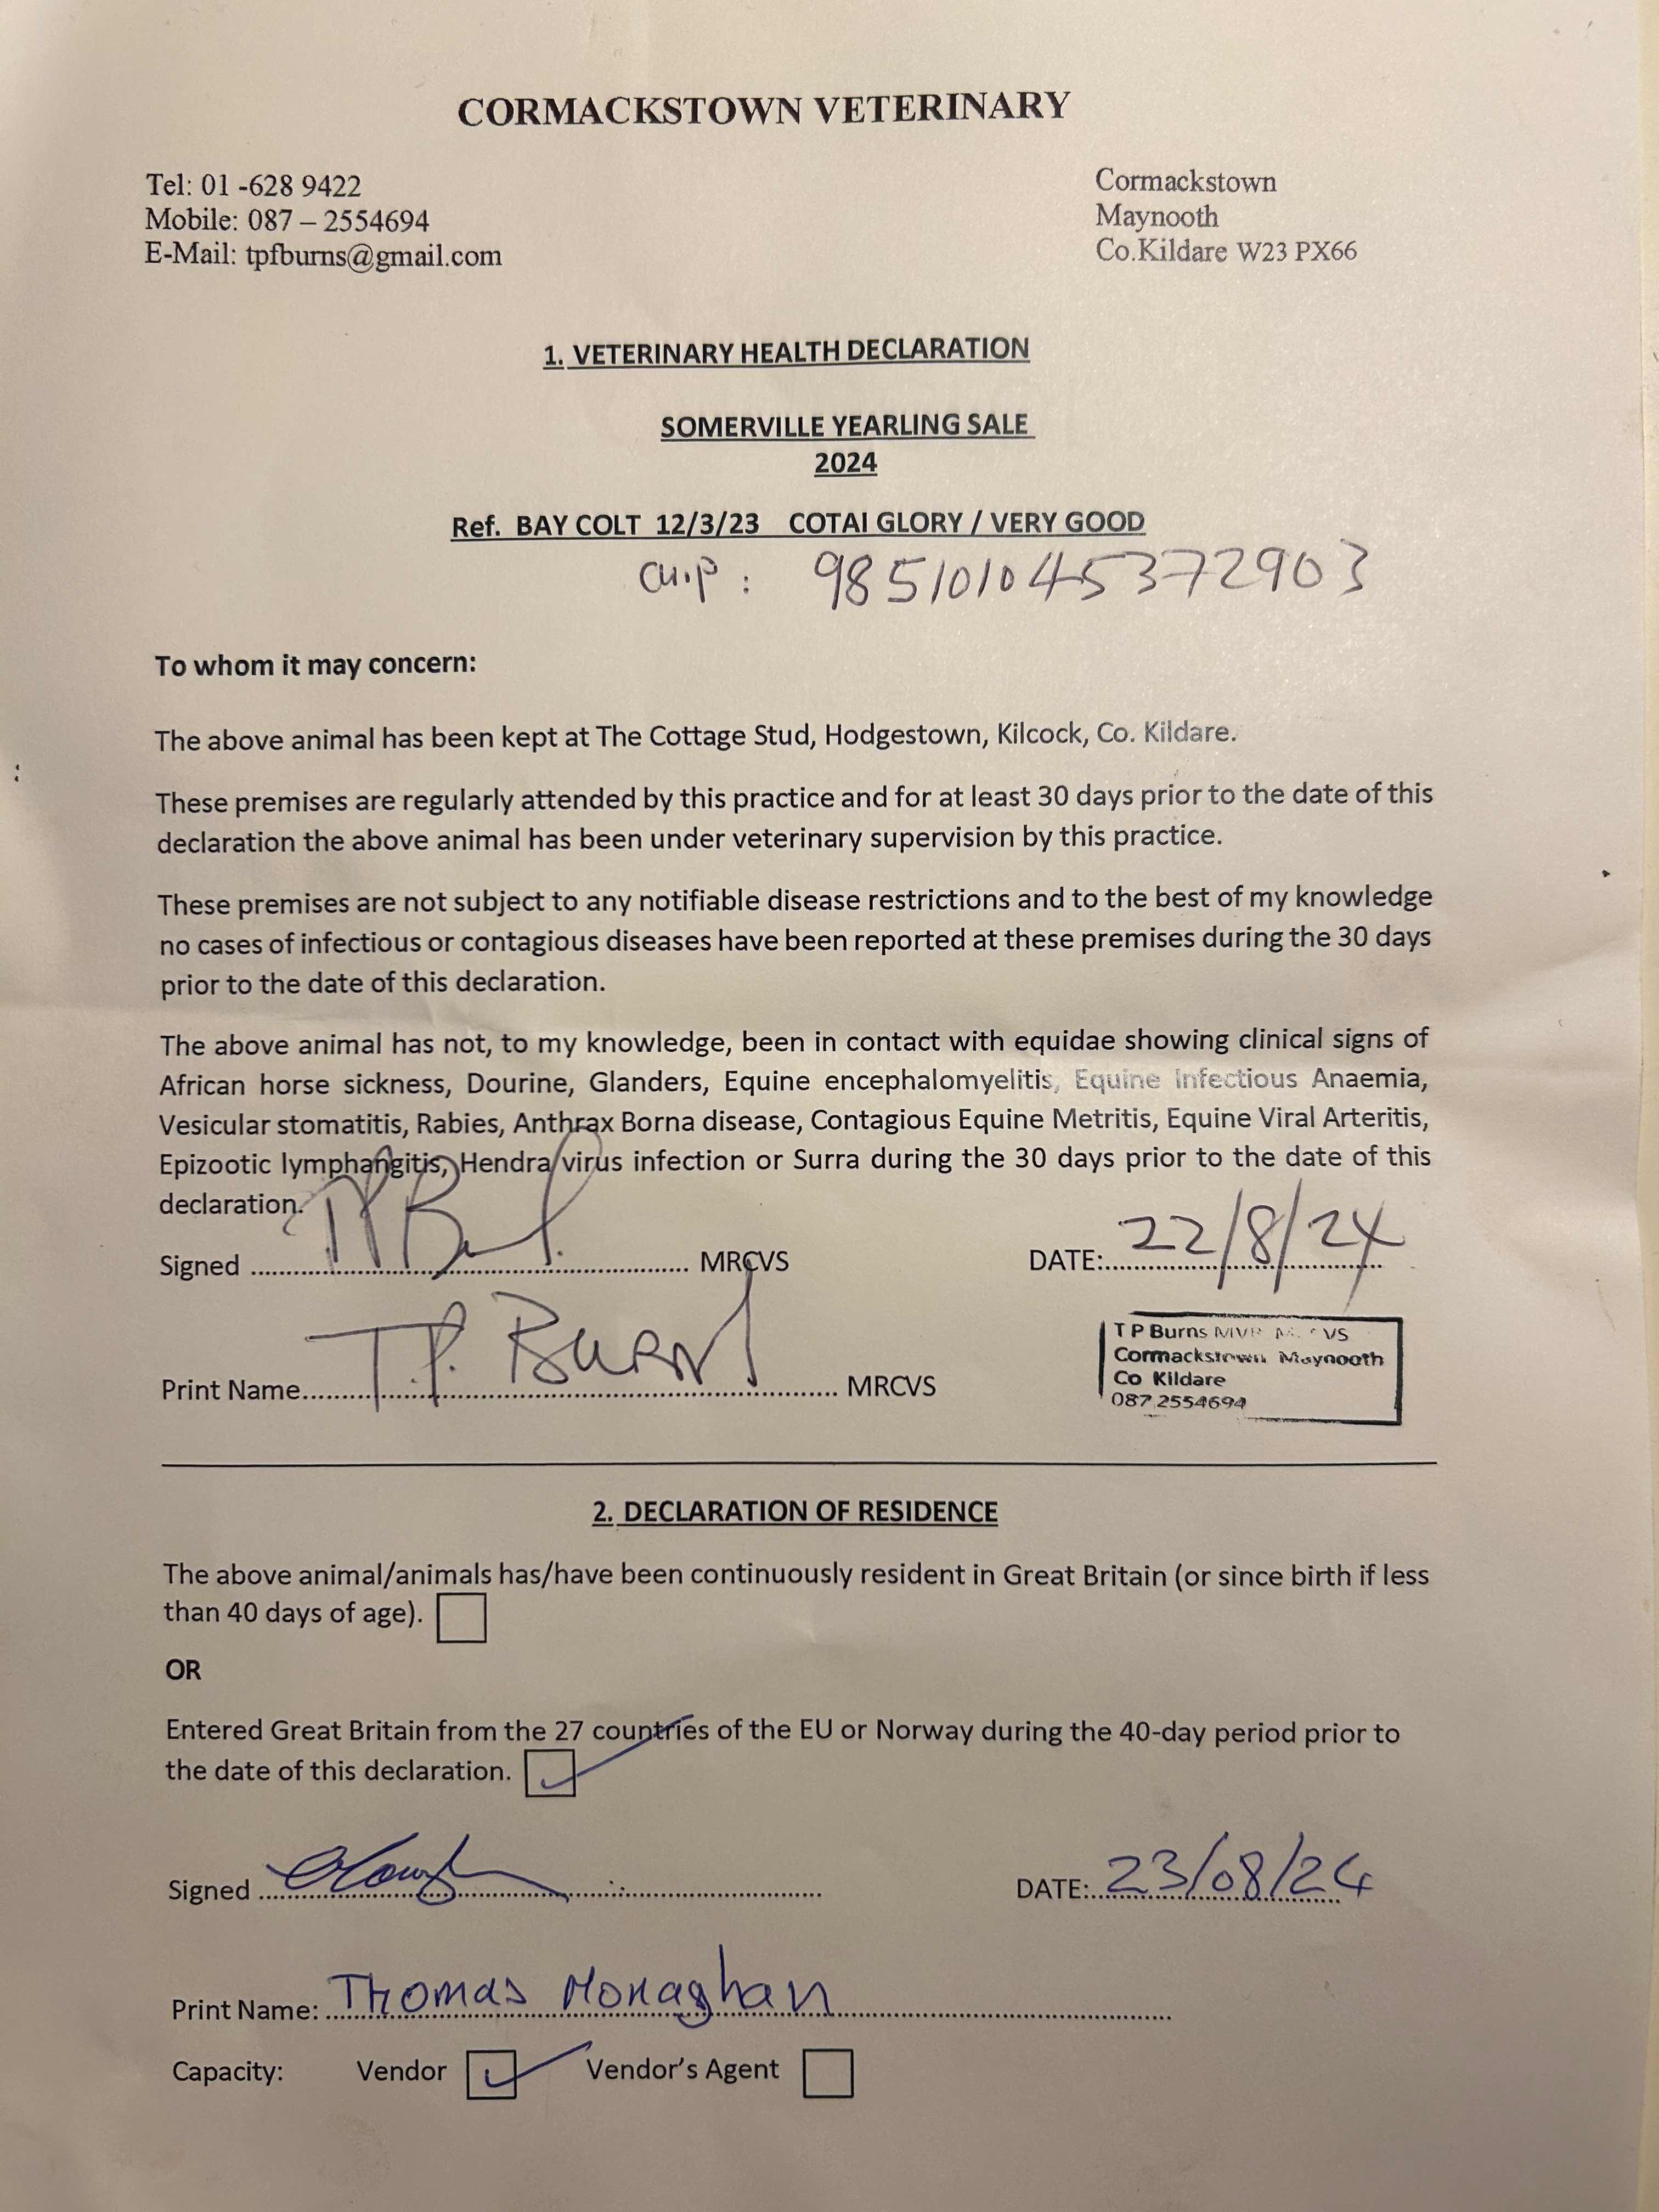 CORMACKSTOWN VETERINARY
Tel: 01 -628 9422
Mobile: 087 – 2554694
E-Mail: tpfburns@gmail.com
Cormackstown
Maynooth
Co.Kildare W23 PX66
1. VETERINARY HEALTH DECLARATION
SOMERVILLE YEARLING SALE
2024
Ref. BAY COLT 12/3/23 COTAI GLORY / VERY GOOD
Chip : 985101045372903
To whom it may concern:
The above animal has been kept at The Cottage Stud, Hodgestown, Kilcock, Co. Kildare.
These premises are regularly attended by this practice and for at least 30 days prior to the date of this
declaration the above animal has been under veterinary supervision by this practice.
These premises are not subject to any notifiable disease restrictions and to the best of my knowledge
no cases of infectious or contagious diseases have been reported at these premises during the 30 days
prior to the date of this declaration.
The above animal has not, to my knowledge, been in contact with equidae showing clinical signs of
African horse sickness, Dourine, Glanders, Equine encephalomyelitis, Equine Infectious Anaemia,
Vesicular stomatitis, Rabies, Anthrax Borna disease, Contagious Equine Metritis, Equine Viral Arteritis,
Epizootic lymphangitis, Hendra virus infection or Surra during the 30 days prior to the date of this
declaration.
Signed ........ MRCVS DATE: 22/8/24
Print Name........ T.P. BURNS ........ MRCVS
T P Burns MVB
Cormackstown Maynooth
Co Kildare
087 2554694
2. DECLARATION OF RESIDENCE
The above animal/animals has/have been continuously resident in Great Britain (or since birth if less
than 40 days of age).
OR
Entered Great Britain from the 27 countries of the EU or Norway during the 40-day period prior to
the date of this declaration. ✓
Signed ........ DATE: 23/08/24
Print Name: Thomas Monaghan
Capacity: Vendor ✓ Vendor's Agent